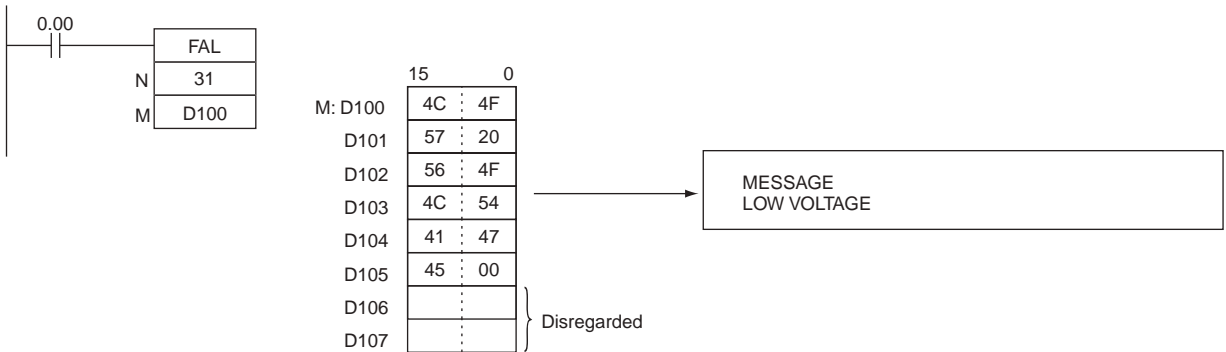 0.00
FAL
N 31
M D100
15 0
M: D100 4C 4F
D101 57 20
D102 56 4F
D103 4C 54
D104 41 47
D105 45 00
D106
D107
Disregarded
MESSAGE
LOW VOLTAGE